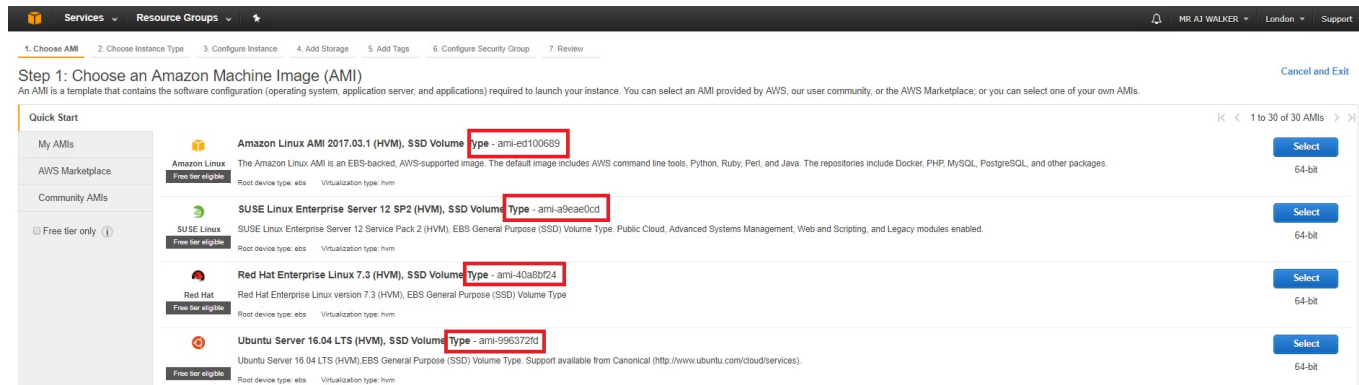 Services Resource Groups MR AJ WALKER London Support
1. Choose AMI 2. Choose Instance Type 3. Configure Instance 4. Add Storage 5. Add Tags 6. Configure Security Group 7. Review
Step 1: Choose an Amazon Machine Image (AMI)
Cancel and Exit
An AMI is a template that contains the software configuration (operating system, application server, and applications) required to launch your instance. You can select an AMI provided by AWS, our user community, or the AWS Marketplace; or you can select one of your own AMIs.
Quick Start
1 to 30 of 30 AMIs
My AMIs
AWS Marketplace
Community AMIs
Free tier only
Amazon Linux
Free tier eligible
Amazon Linux AMI 2017.03.1 (HVM), SSD Volume Type - ami-ed100689
The Amazon Linux AMI is an EBS-backed, AWS-supported image. The default image includes AWS command line tools, Python, Ruby, Perl, and Java. The repositories include Docker, PHP, MySQL, PostgreSQL, and other packages.
Root device type: ebs Virtualization type: hvm
Select
64-bit
SUSE Linux
Free tier eligible
SUSE Linux Enterprise Server 12 SP2 (HVM), SSD Volume Type - ami-a9eae0cd
SUSE Linux Enterprise Server 12 Service Pack 2 (HVM), EBS General Purpose (SSD) Volume Type. Public Cloud, Advanced Systems Management, Web and Scripting, and Legacy modules enabled.
Root device type: ebs Virtualization type: hvm
Select
64-bit
Red Hat
Free tier eligible
Red Hat Enterprise Linux 7.3 (HVM), SSD Volume Type - ami-40a8bf24
Red Hat Enterprise Linux version 7.3 (HVM), EBS General Purpose (SSD) Volume Type
Root device type: ebs Virtualization type: hvm
Select
64-bit
Free tier eligible
Ubuntu Server 16.04 LTS (HVM), SSD Volume Type - ami-996372fd
Ubuntu Server 16.04 LTS (HVM),EBS General Purpose (SSD) Volume Type. Support available from Canonical (http://www.ubuntu.com/cloud/services).
Root device type: ebs Virtualization type: hvm
Select
64-bit